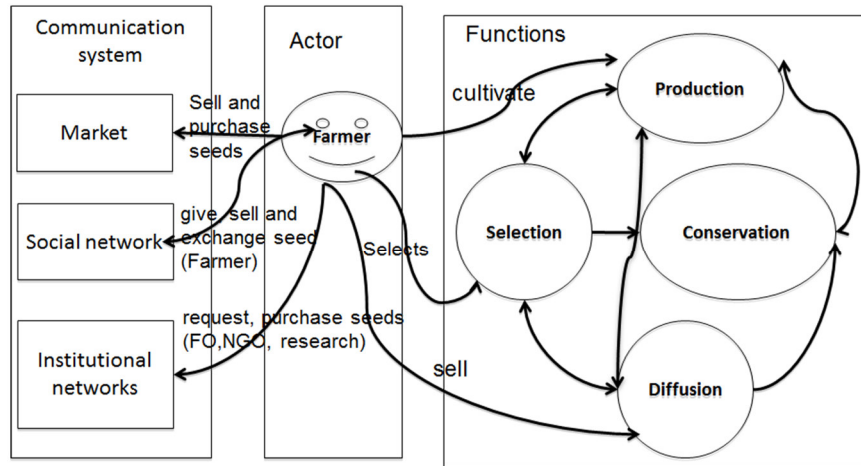 Communication
system
Market
Social network
Institutional
networks
Actor
Farmer
Sell and
purchase
seeds
give, sell and
exchange seed
(Farmer)
request, purchase seeds
(FO,NGO, research)
Functions
cultivate
Selects
sell
Production
Selection
Conservation
Diffusion